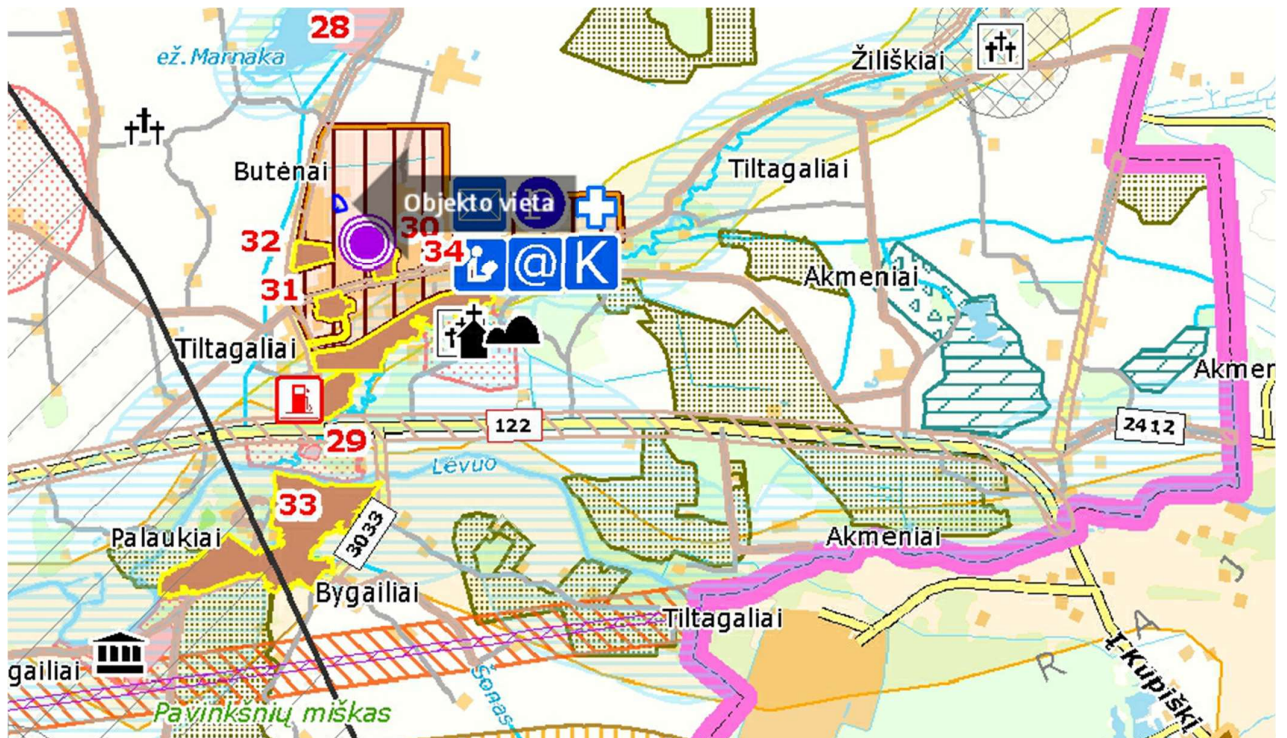 28
ež.Marnaka
Žiliškiai
Butėnai
Tiltagaliai
Objekto vieta
p
30
32
34
@
K
Akmeniai
31
Tiltagaliai
Akmen
122
2412
29
Lėvuo
33
3033
Palaukiai
Akmeniai
Bygailiai
J
Tiltagaliai
A
gailiai
R
Šonas
Į Kupiškį
Pavinkšnių miškas